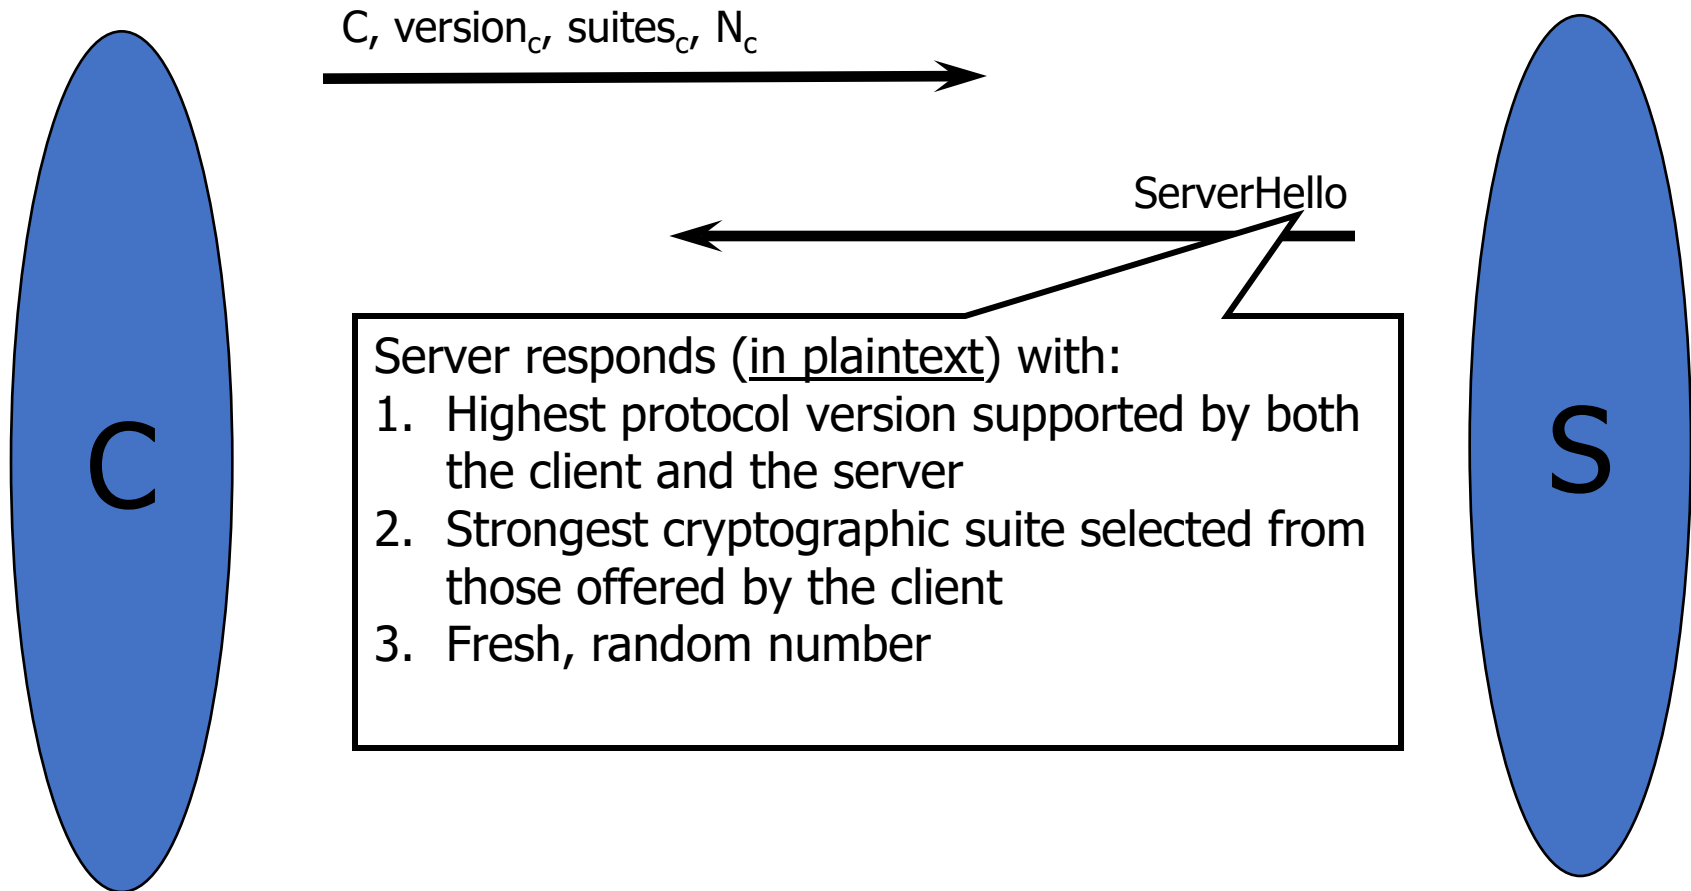 C, version_c, suites_c, N_c
ServerHello
C
S
Server responds (in plaintext) with:
1. Highest protocol version supported by both
the client and the server
2. Strongest cryptographic suite selected from
those offered by the client
3. Fresh, random number